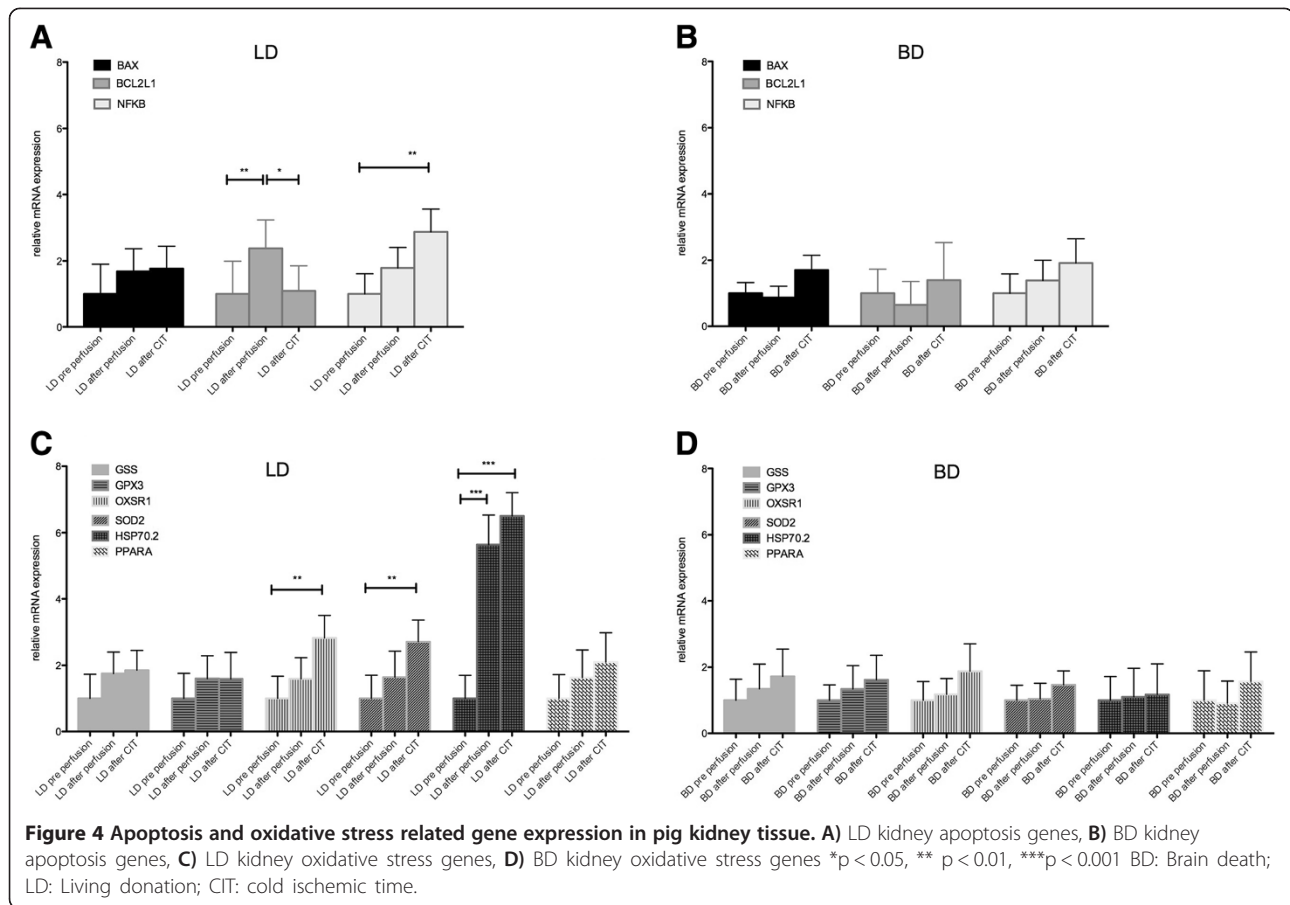 A
LD
BAX
BCL2L1
NFKB
relative mRNA expression
8
6
4
2
0
** *
**
LD pre perfusion
LD after perfusion
LD after CIT
LD pre perfusion
LD after perfusion
LD after CIT
LD pre perfusion
LD after perfusion
LD after CIT
B
BD
BAX
BCL2L1
NFKB
relative mRNA expression
8
6
4
2
0
BD pre perfusion
BD after perfusion
BD after CIT
BD pre perfusion
BD after perfusion
BD after CIT
BD pre perfusion
BD after perfusion
BD after CIT
C
LD
GSS
GPX3
OXSR1
SOD2
HSP70.2
PPARA
relative mRNA expression
8
6
4
2
0
**
**
***
***
LD pre perfusion
LD after perfusion
LD after CIT
LD pre perfusion
LD after perfusion
LD after CIT
LD pre perfusion
LD after perfusion
LD after CIT
LD pre perfusion
LD after perfusion
LD after CIT
LD pre perfusion
LD after perfusion
LD after CIT
LD pre perfusion
LD after perfusion
LD after CIT
D
BD
GSS
GPX3
OXSR1
SOD2
HSP70.2
PPARA
relative mRNA expression
8
6
4
2
0
BD pre perfusion
BD after perfusion
BD after CIT
BD pre perfusion
BD after perfusion
BD after CIT
BD pre perfusion
BD after perfusion
BD after CIT
BD pre perfusion
BD after perfusion
BD after CIT
BD pre perfusion
BD after perfusion
BD after CIT
BD pre perfusion
BD after perfusion
BD after CIT
Figure 4 Apoptosis and oxidative stress related gene expression in pig kidney tissue. A) LD kidney apoptosis genes, B) BD kidney
apoptosis genes, C) LD kidney oxidative stress genes, D) BD kidney oxidative stress genes *p < 0.05, ** p < 0.01, ***p < 0.001 BD: Brain death;
LD: Living donation; CIT: cold ischemic time.